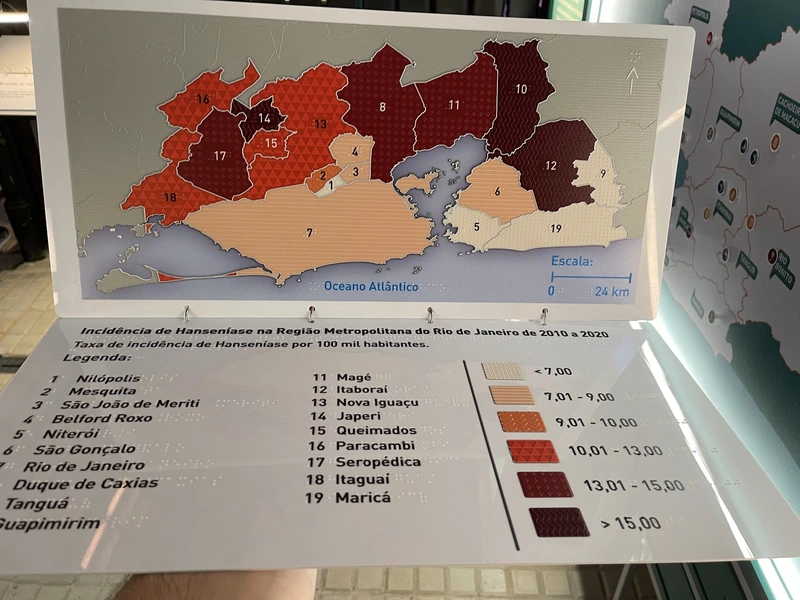 16
14
13
15
17
18
8
11
10
4
3
2
1
7
12
9
6
5
19
Oceano Atlântico
Escala:
0 24 km
Incidência de Hanseníase na Região Metropolitana do Rio de Janeiro de 2010 a 2020
Taxa de incidência de Hanseníase por 100 mil habitantes.
Legenda:
1 Nilópolis
2 Mesquita
3 São João de Meriti
4 Belford Roxo
5 Niterói
6 São Gonçalo
7 Rio de Janeiro
Duque de Caxias
Tanguá
Guapimirim
11 Magé
12 Itaboraí
13 Nova Iguaçu
14 Japeri
15 Queimados
16 Paracambi
17 Seropédica
18 Itaguaí
19 Maricá
< 7,00
7,01 - 9,00
9,01 - 10,00
10,01 - 13,00
13,01 - 15,00
> 15,00
CACHOEIRAS
DE MACACU
RIO
BONITO